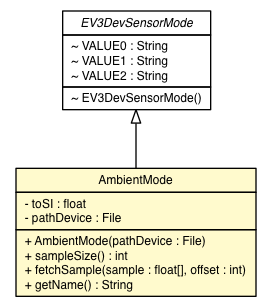 EV3DevSensorMode
~ VALUE0 : String
~ VALUE1 : String
~ VALUE2 : String
~ EV3DevSensorMode()
AmbientMode
- toSI : float
- pathDevice : File
+ AmbientMode(pathDevice : File)
+ sampleSize() : int
+ fetchSample(sample : float[], offset : int)
+ getName() : String